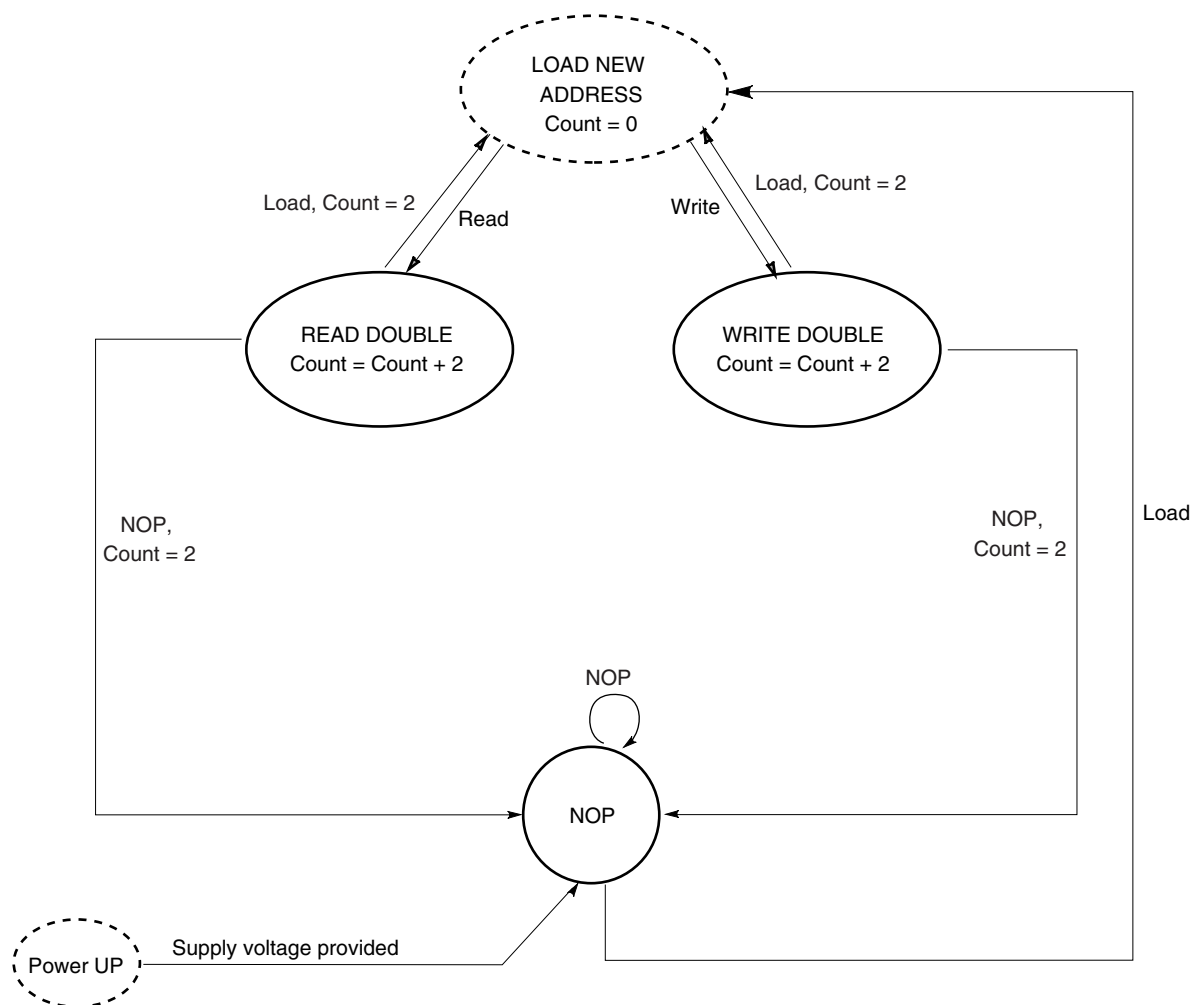 LOAD NEW
ADDRESS
Count = 0
Load, Count = 2
Read
Write
Load, Count = 2
READ DOUBLE
Count = Count + 2
WRITE DOUBLE
Count = Count + 2
NOP,
Count = 2
NOP,
Count = 2
Load
NOP
NOP
Supply voltage provided
Power UP